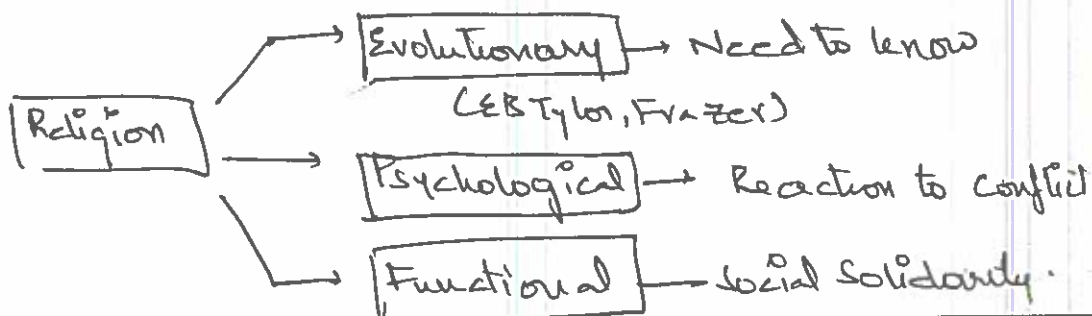 Evolutionary → Need to know
(EB Tylor, Frazer)
Religion
Psychological → Reaction to conflict
Functional — Social Solidarity.